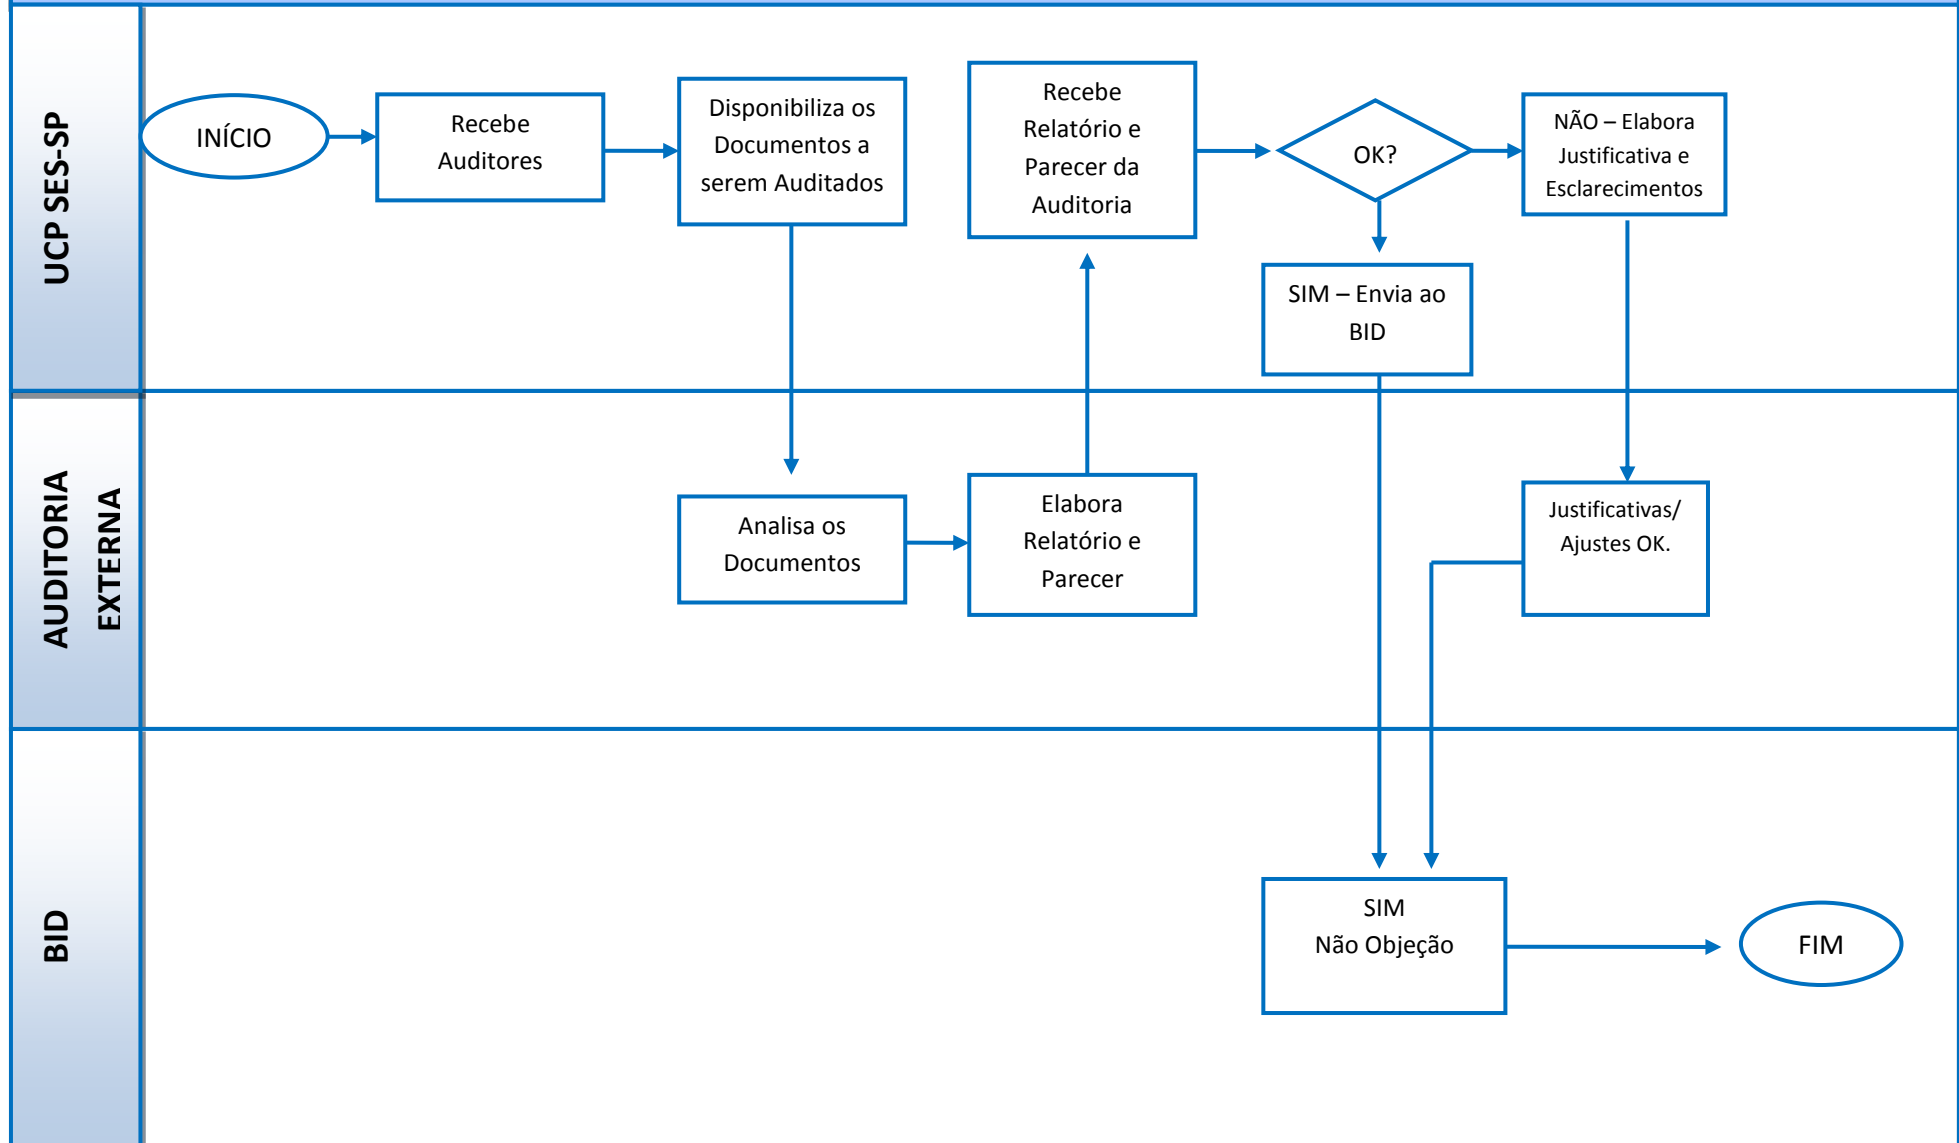 UCP SES-SP
INÍCIO
Recebe
Auditores
Disponibiliza os
Documentos a
serem Auditados
Recebe
Relatório e
Parecer da
Auditoria
OK?
NÃO – Elabora
Justificativa e
Esclarecimentos
SIM – Envia ao
BID
AUDITORIA
EXTERNA
Analisa os
Documentos
Elabora
Relatório e
Parecer
Justificativas/
Ajustes OK.
BID
SIM
Não Objeção
FIM